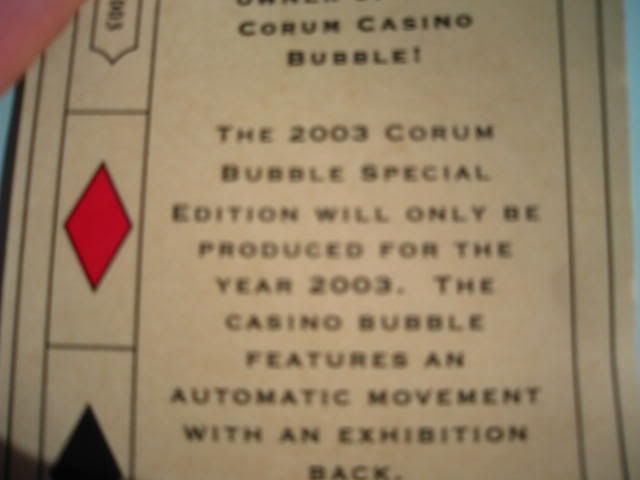 OWNER
CORUM CASINO
BUBBLE!
THE 2003 CORUM
BUBBLE SPECIAL
EDITION WILL ONLY BE
PRODUCED FOR THE
YEAR 2003. THE
CASINO BUBBLE
FEATURES AN
AUTOMATIC MOVEMENT
WITH AN EXHIBITION
BACK.